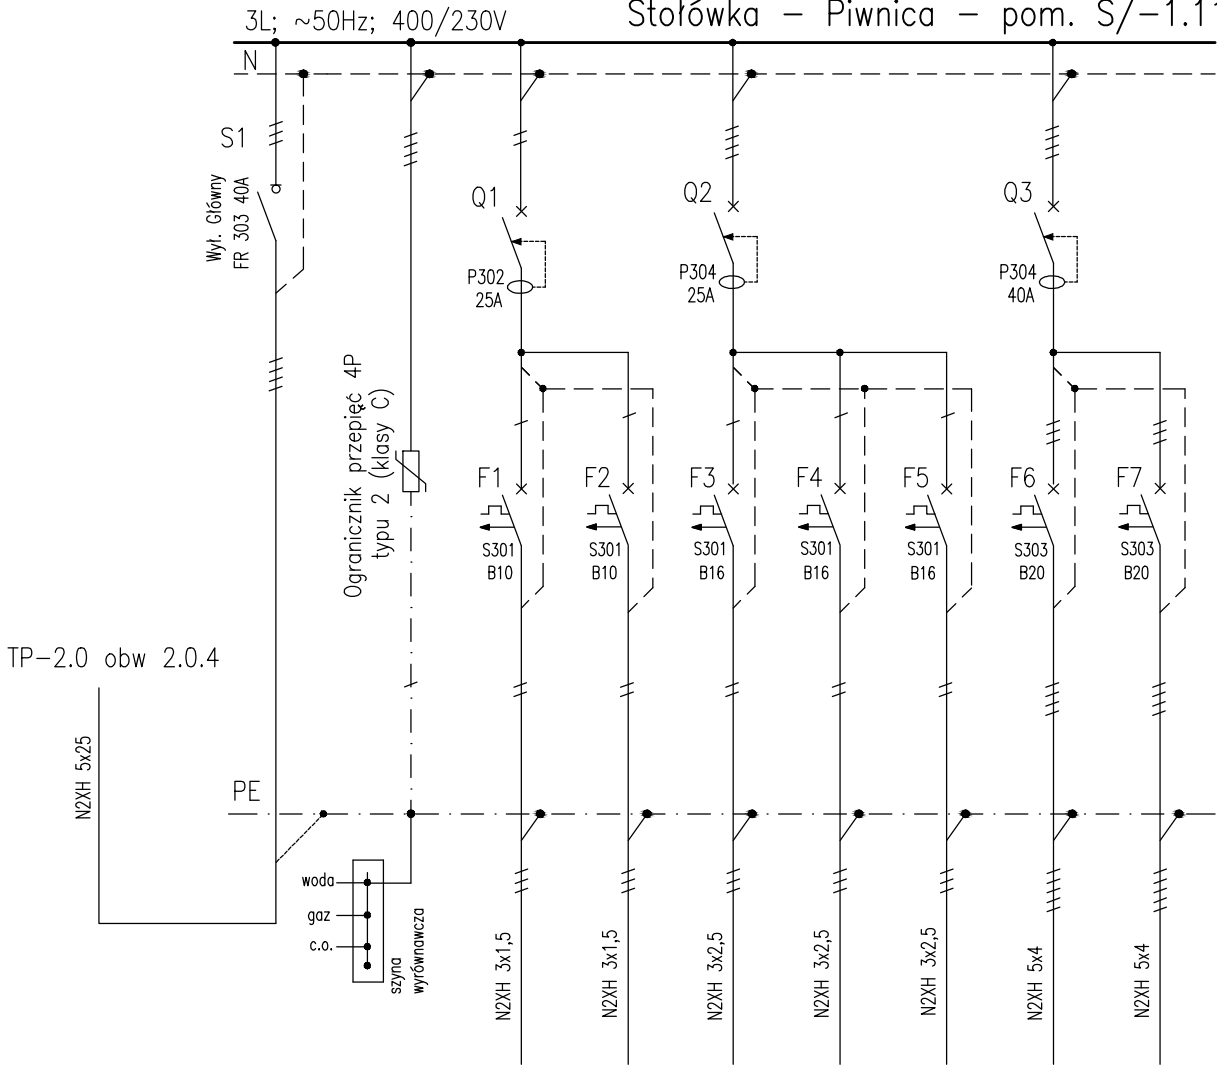 3L; ~50Hz; 400/230V
Stołówka – Piwnica – pom. S/–1.11
N
S1
Wył. Główny
FR 303 40A
Q1
P302
25A
Q2
P304
25A
Q3
P304
40A
Ogranicznik przepięć 4P
typu 2 (klasy C)
F1
S301
B10
F2
S301
B10
F3
S301
B16
F4
S301
B16
F5
S301
B16
F6
S303
B20
F7
S303
B20
TP–2.0 obw 2.0.4
N2XH 5x25
PE
woda
gaz
c.o.
szyna
wyrównawcza
N2XH 3x1,5
N2XH 3x1,5
N2XH 3x2,5
N2XH 3x2,5
N2XH 3x2,5
N2XH 5x4
N2XH 5x4